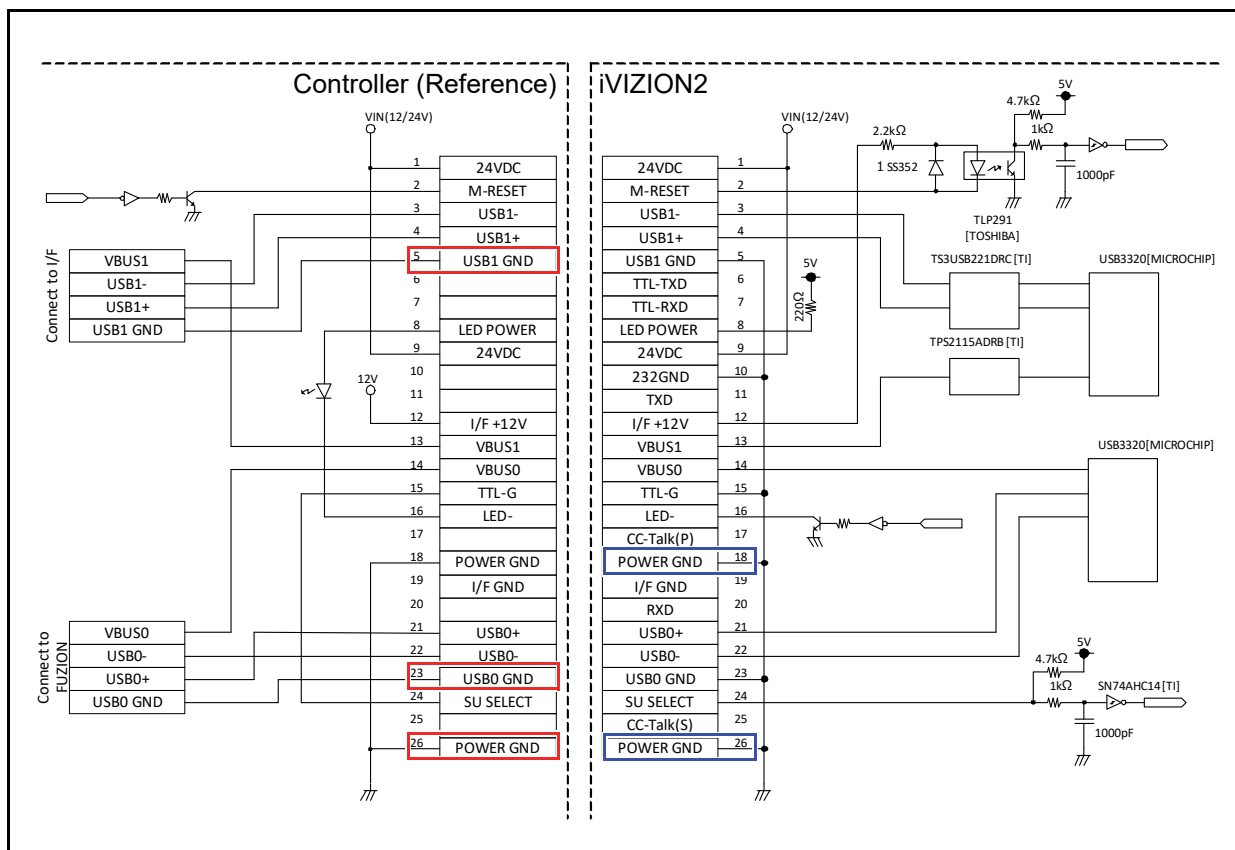 Controller (Reference)
VIN(12/24V)
1 24VDC
2 M-RESET
3 USB1-
4 USB1+
5 USB1 GND
6
7
8 LED POWER
9 24VDC
10
11
12 I/F +12V
13 VBUS1
14 VBUS0
15 TTL-G
16 LED-
17
18 POWER GND
19 I/F GND
20
21 USB0+
22 USB0-
23 USB0 GND
24 SU SELECT
25
26 POWER GND
12V
Connect to I/F
VBUS1
USB1-
USB1+
USB1 GND
Connect to
FUZION
VBUS0
USB0-
USB0+
USB0 GND
iVIZION2
VIN(12/24V)
24VDC 1
M-RESET 2
USB1- 3
USB1+ 4
USB1 GND 5
TTL-TXD 6
TTL-RXD 7
LED POWER 8
24VDC 9
232GND 10
TXD 11
I/F +12V 12
VBUS1 13
VBUS0 14
TTL-G 15
LED- 16
CC-Talk(P) 17
POWER GND 18
I/F GND 19
RXD 20
USB0+ 21
USB0- 22
USB0 GND 23
SU SELECT 24
CC-Talk(S) 25
POWER GND 26
5V
4.7kΩ
2.2kΩ
1kΩ
1 SS352
1000pF
TLP291
[TOSHIBA]
5V
220Ω
TS3USB221DRC[TI]
USB3320[MICROCHIP]
TPS2115ADRB[TI]
USB3320[MICROCHIP]
5V
4.7kΩ
1kΩ
SN74AHC14[TI]
1000pF